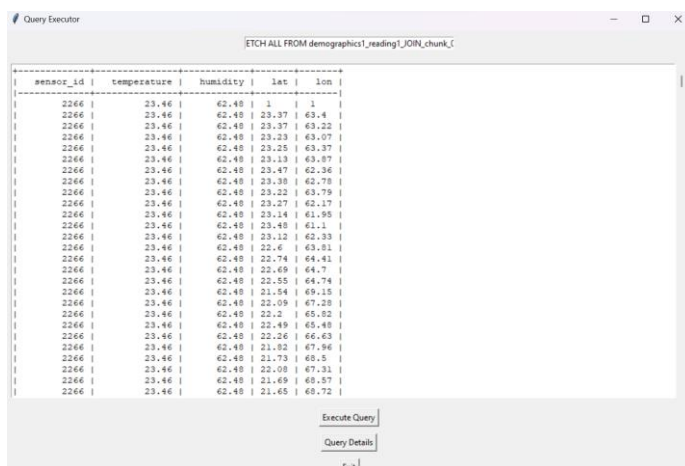 Query Executor
ETCH ALL FROM demographics1_reading1_JOIN_chunk_
| sensor_id | temperature | humidity | lat | lon |
| 2266 | 23.46 | 62.48 | 1 | 1 |
| 2266 | 23.46 | 62.48 | 23.37 | 63.4 |
| 2266 | 23.46 | 62.48 | 23.37 | 63.22 |
| 2266 | 23.46 | 62.48 | 23.23 | 63.07 |
| 2266 | 23.46 | 62.48 | 23.25 | 63.37 |
| 2266 | 23.46 | 62.48 | 23.13 | 63.87 |
| 2266 | 23.46 | 62.48 | 23.47 | 62.36 |
| 2266 | 23.46 | 62.48 | 23.38 | 62.78 |
| 2266 | 23.46 | 62.48 | 23.22 | 63.79 |
| 2266 | 23.46 | 62.48 | 23.27 | 62.17 |
| 2266 | 23.46 | 62.48 | 23.14 | 61.95 |
| 2266 | 23.46 | 62.48 | 23.48 | 61.1 |
| 2266 | 23.46 | 62.48 | 23.12 | 62.33 |
| 2266 | 23.46 | 62.48 | 22.6 | 63.81 |
| 2266 | 23.46 | 62.48 | 22.74 | 64.41 |
| 2266 | 23.46 | 62.48 | 22.69 | 64.7 |
| 2266 | 23.46 | 62.48 | 22.55 | 64.74 |
| 2266 | 23.46 | 62.48 | 21.54 | 69.15 |
| 2266 | 23.46 | 62.48 | 22.09 | 67.28 |
| 2266 | 23.46 | 62.48 | 22.2 | 65.82 |
| 2266 | 23.46 | 62.48 | 22.49 | 65.48 |
| 2266 | 23.46 | 62.48 | 22.26 | 66.63 |
| 2266 | 23.46 | 62.48 | 21.82 | 67.96 |
| 2266 | 23.46 | 62.48 | 21.73 | 68.5 |
| 2266 | 23.46 | 62.48 | 22.08 | 67.31 |
| 2266 | 23.46 | 62.48 | 21.69 | 68.57 |
| 2266 | 23.46 | 62.48 | 21.65 | 68.72 |
Execute Query
Query Details